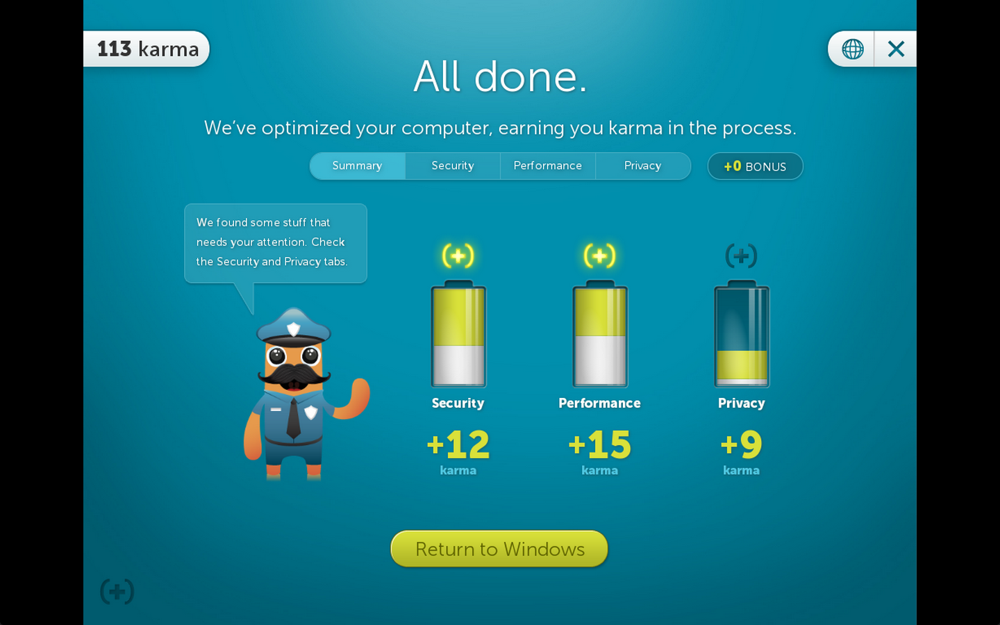 113 karma
All done.
We've optimized your computer, earning you karma in the process.
Summary
Security
Performance
Privacy
+0 BONUS
We found some stuff that
needs your attention. Check
the Security and Privacy tabs.
Security
Performance
Privacy
+12
+15
+9
karma
karma
karma
Return to Windows